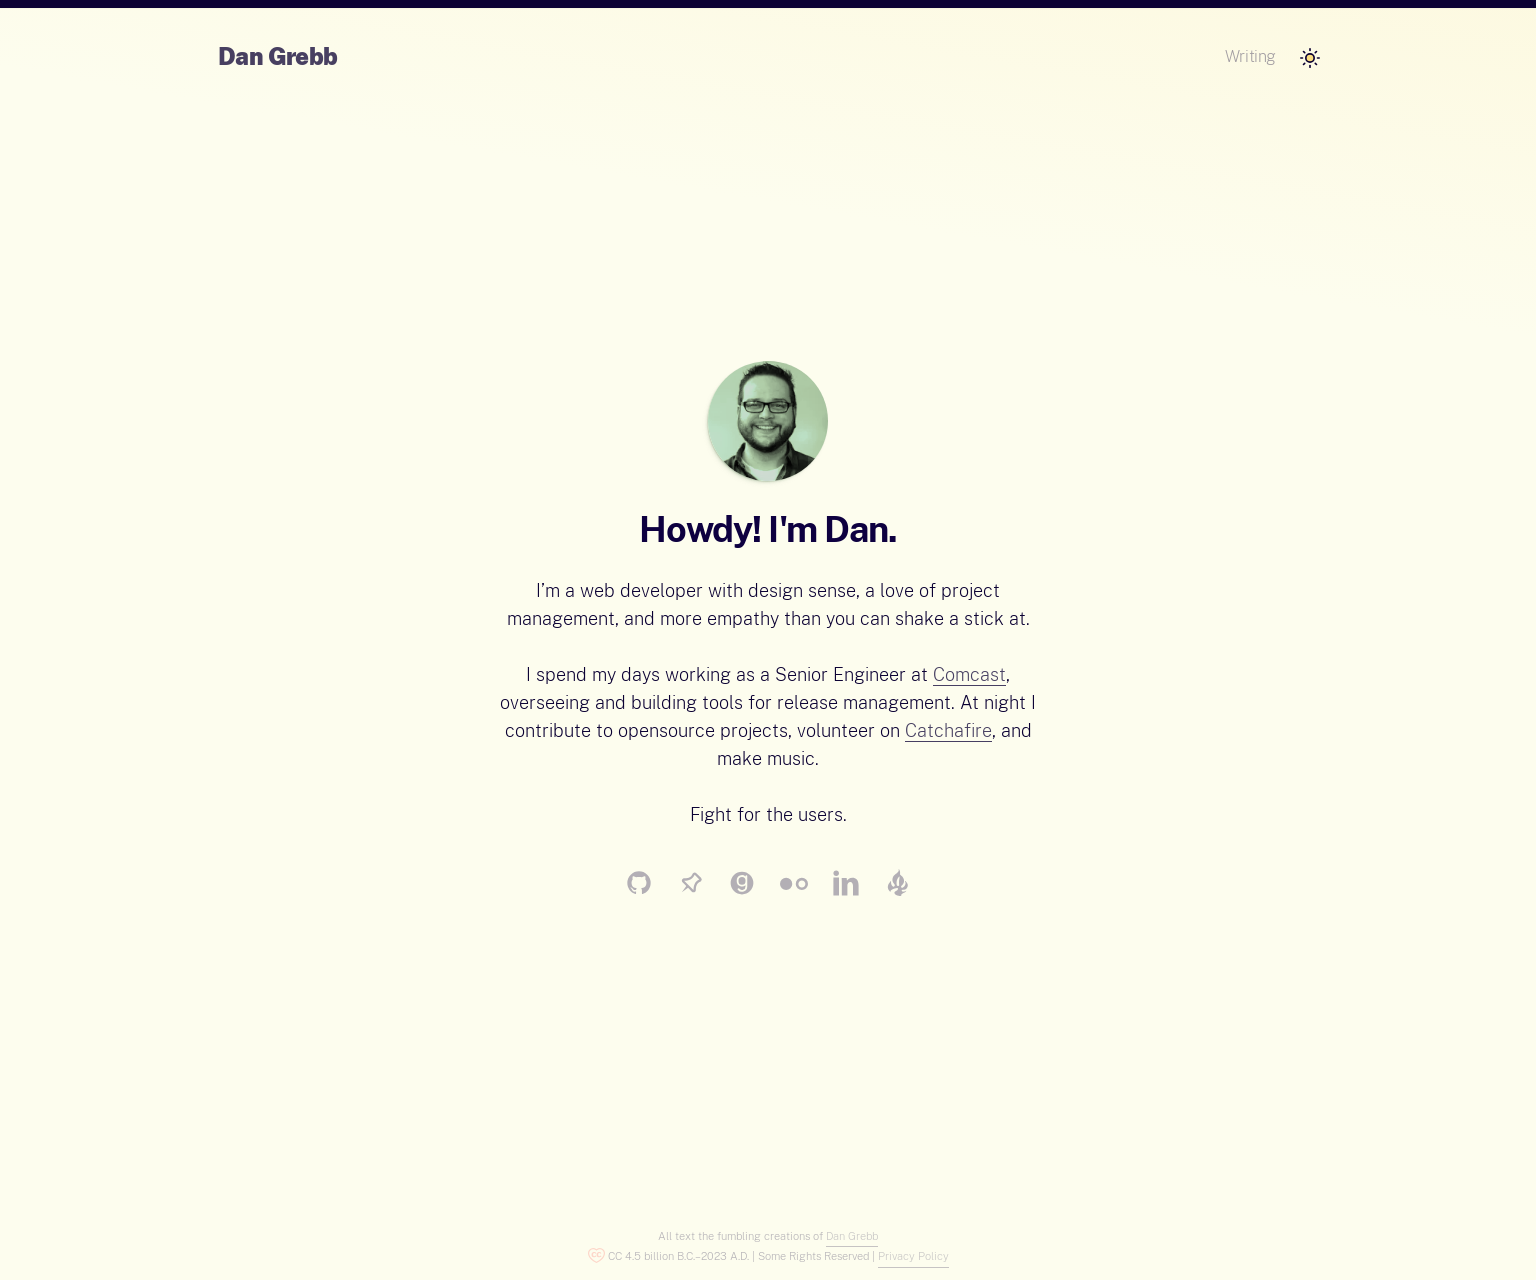 Dan Grebb
Writing
Howdy! I'm Dan.
I’m a web developer with design sense, a love of project
management, and more empathy than you can shake a stick at.
I spend my days working as a Senior Engineer at Comcast,
overseeing and building tools for release management. At night I
contribute to opensource projects, volunteer on Catchafire, and
make music.
Fight for the users.
All text the fumbling creations of Dan Grebb
CC 4.5 billion B.C.–2023 A.D. | Some Rights Reserved | Privacy Policy